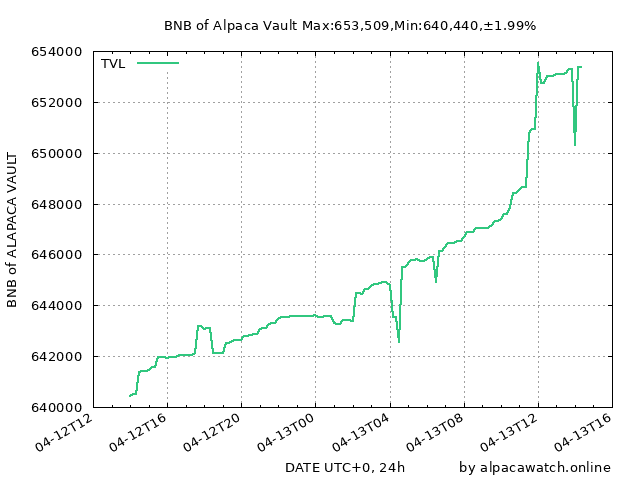 BNB of Alpaca Vault Max:653,509,Min:640,440,±1.99%
654000
TVL
652000
650000
648000
646000
644000
642000
640000
BNB of ALAPACA VAULT
04-12T12
04-12T16
04-12T20
04-13T00
04-13T04
04-13T08
04-13T12
04-13T16
DATE UTC+0, 24h
by alpacawatch.online